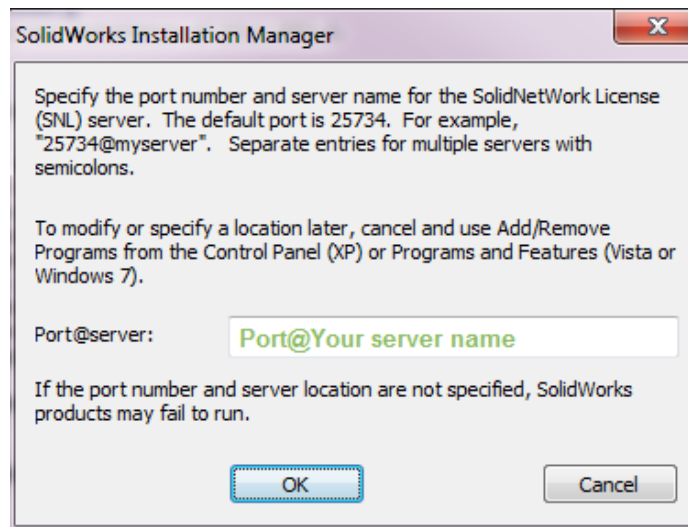 SolidWorks Installation Manager
Specify the port number and server name for the SolidNetWork License
(SNL) server.  The default port is 25734.  For example,
"25734@myserver".   Separate entries for multiple servers with
semicolons.
To modify or specify a location later, cancel and use Add/Remove
Programs from the Control Panel (XP) or Programs and Features (Vista or
Windows 7).
Port@server:
Port@Your server name
If the port number and server location are not specified, SolidWorks
products may fail to run.
OK
Cancel